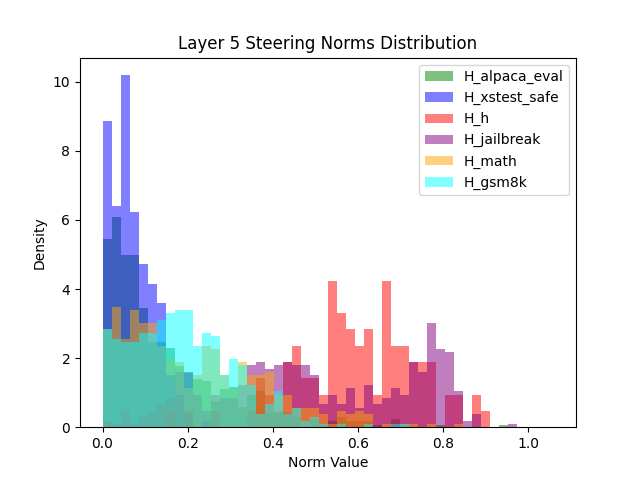 Layer 5 Steering Norms Distribution
H_alpaca_eval
H_xstest_safe
H_h
H_jailbreak
H_math
H_gsm8k
Density
10
8
6
4
2
0
0.0 0.2 0.4 0.6 0.8 1.0
Norm Value